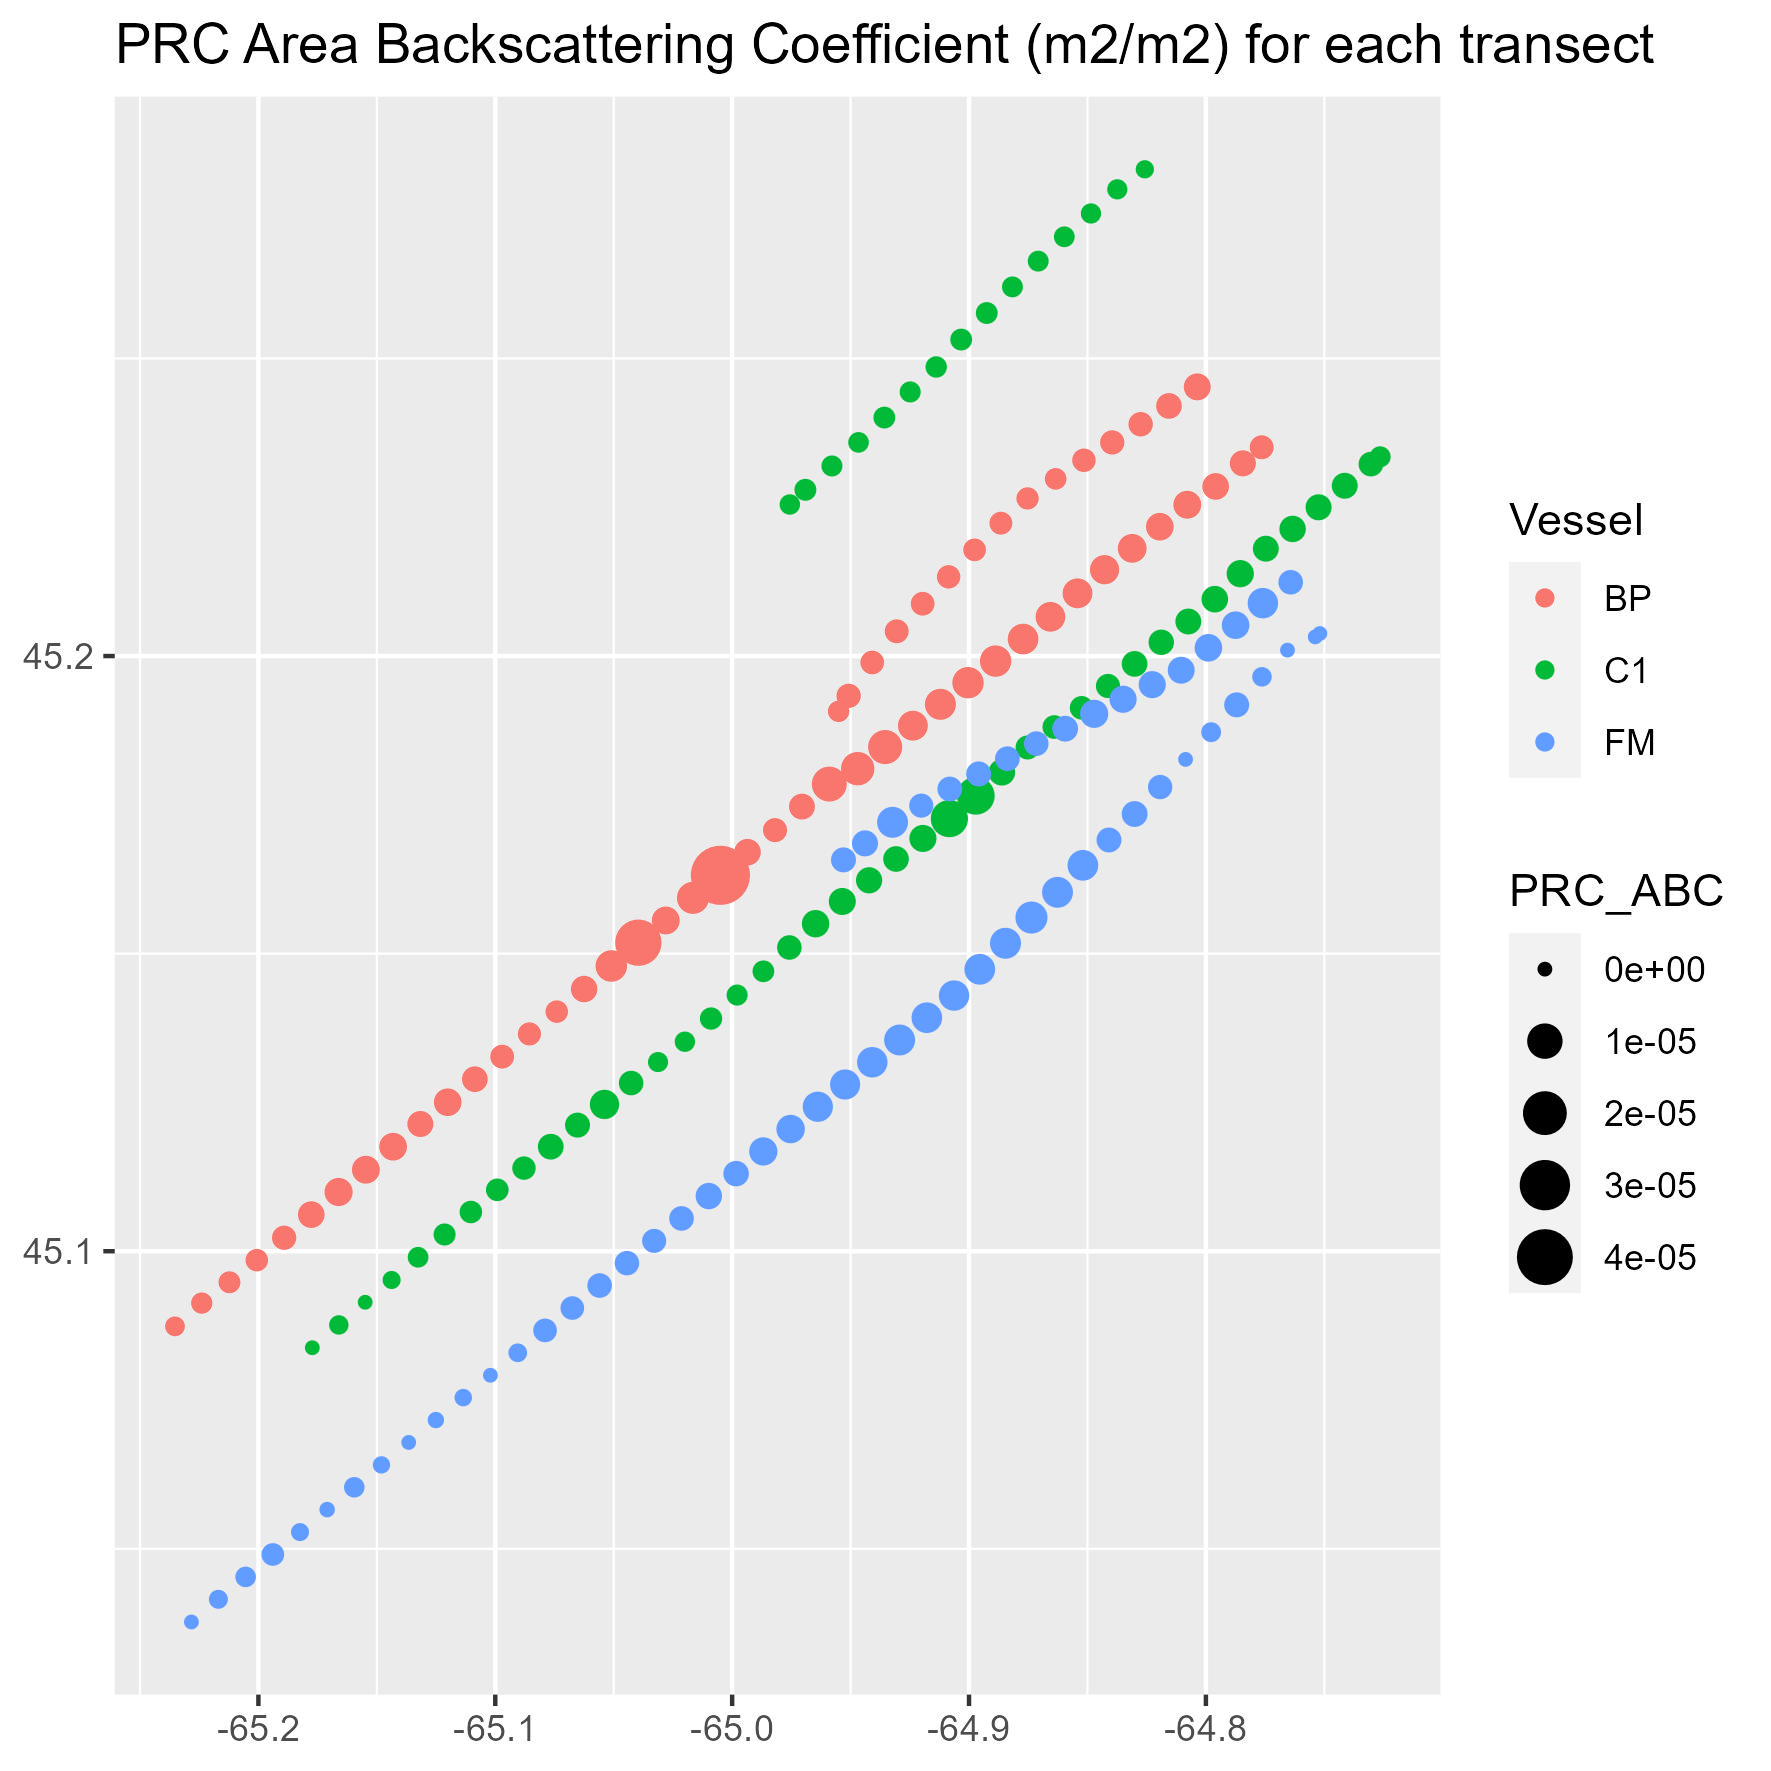 PRC Area Backscattering Coefficient (m2/m2) for each transect
45.2
45.1
-65.2
-65.1
-65.0
-64.9
-64.8
Vessel
BP
C1
FM
PRC_ABC
0e+00
1e-05
2e-05
3e-05
4e-05